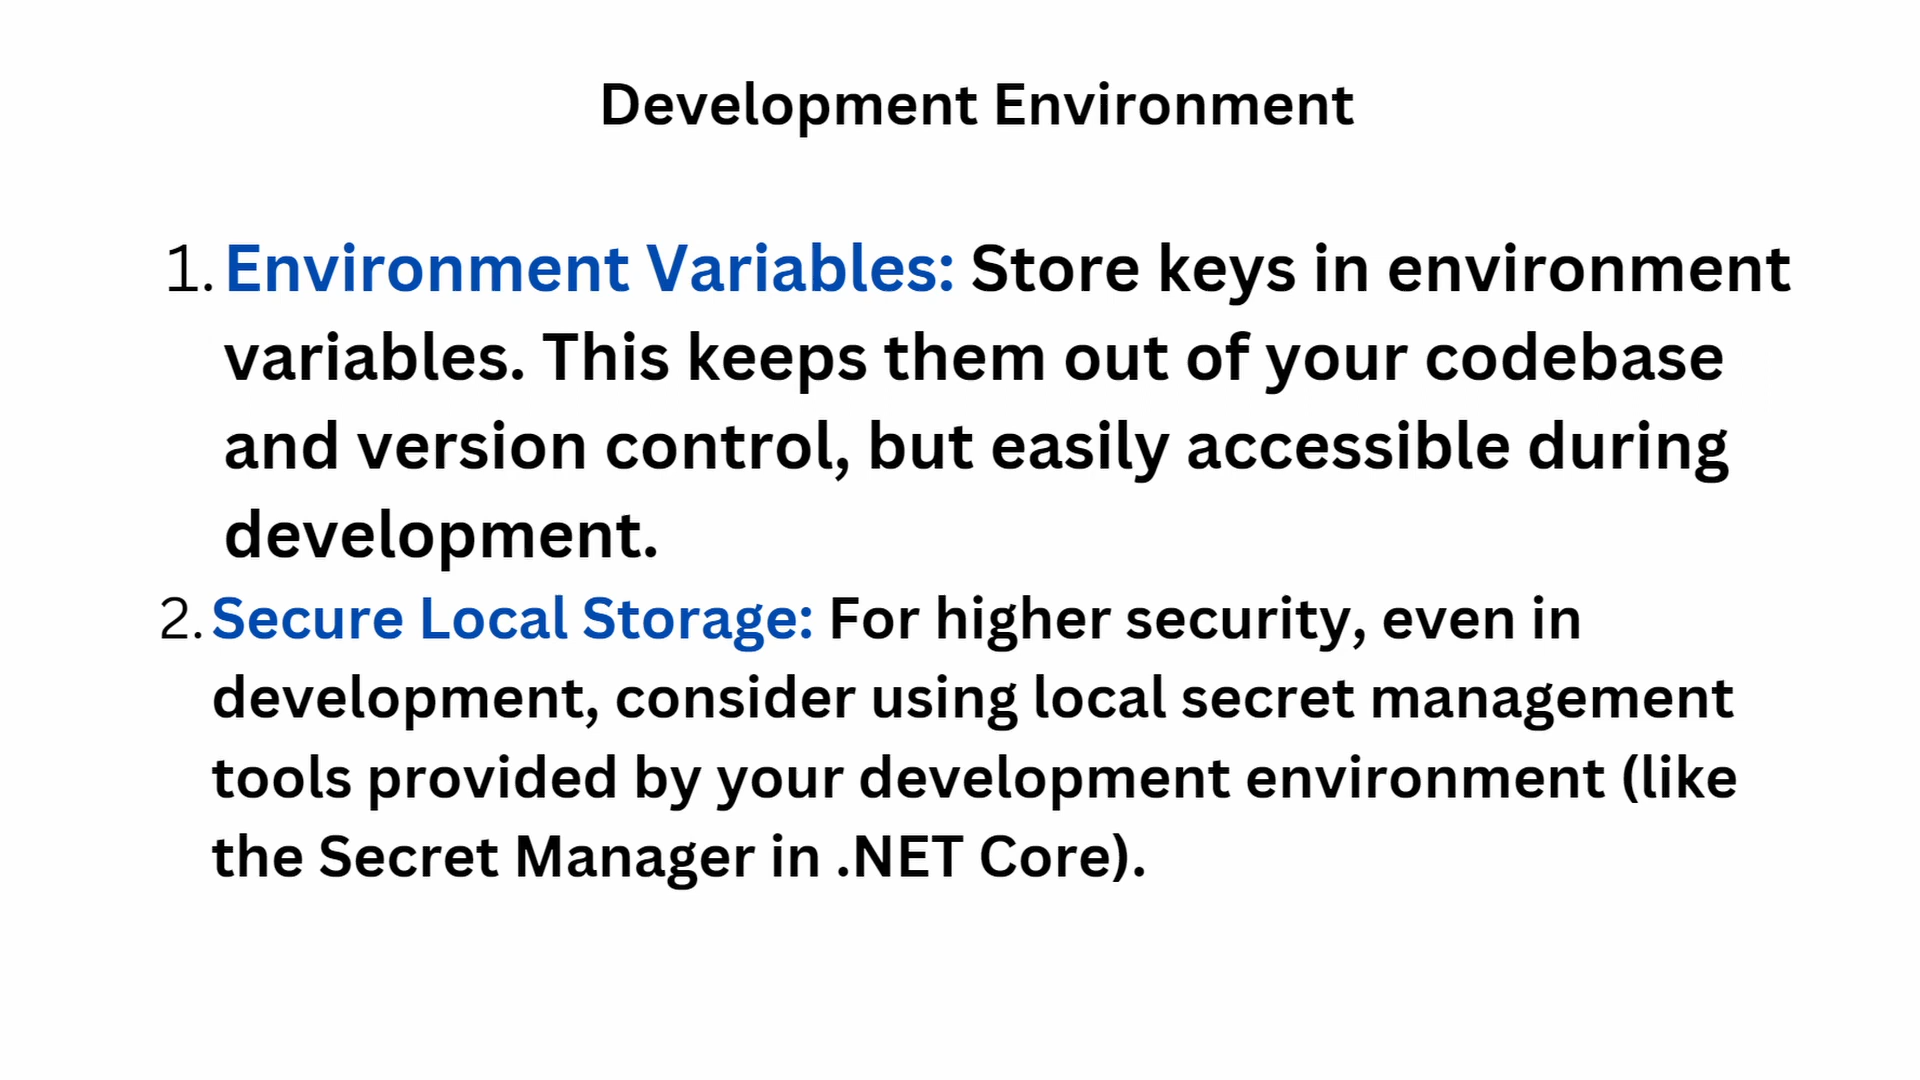 Development Environment
1. Environment Variables: Store keys in environment
variables. This keeps them out of your codebase
and version control, but easily accessible during
development.
2. Secure Local Storage: For higher security, even in
development, consider using local secret management
tools provided by your development environment (like
the Secret Manager in .NET Core).